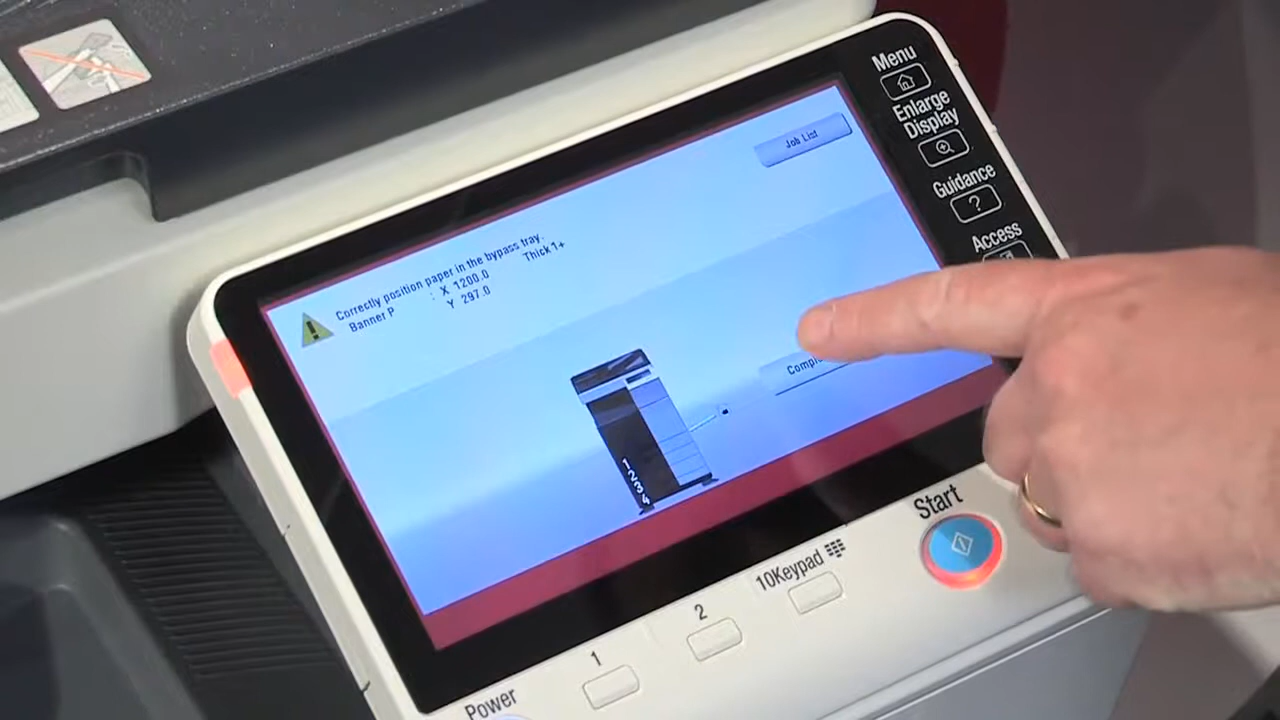 Menu
Enlarge
Display
Guidance
?
Access
Job List
Correctly position paper in the bypass tray.
Banner P : X 1200.0 Thick 1+
Y 297.0
1
2
3
4
Start
10Keypad
2
1
Power